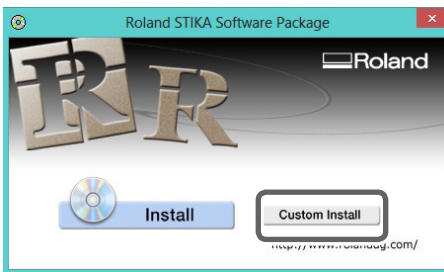 Roland STIKA Software Package
Roland
R R
Install
Custom Install
http://www.rolanddg.com/